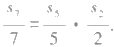 s₇/7 = s₅/5 • s₂/2.